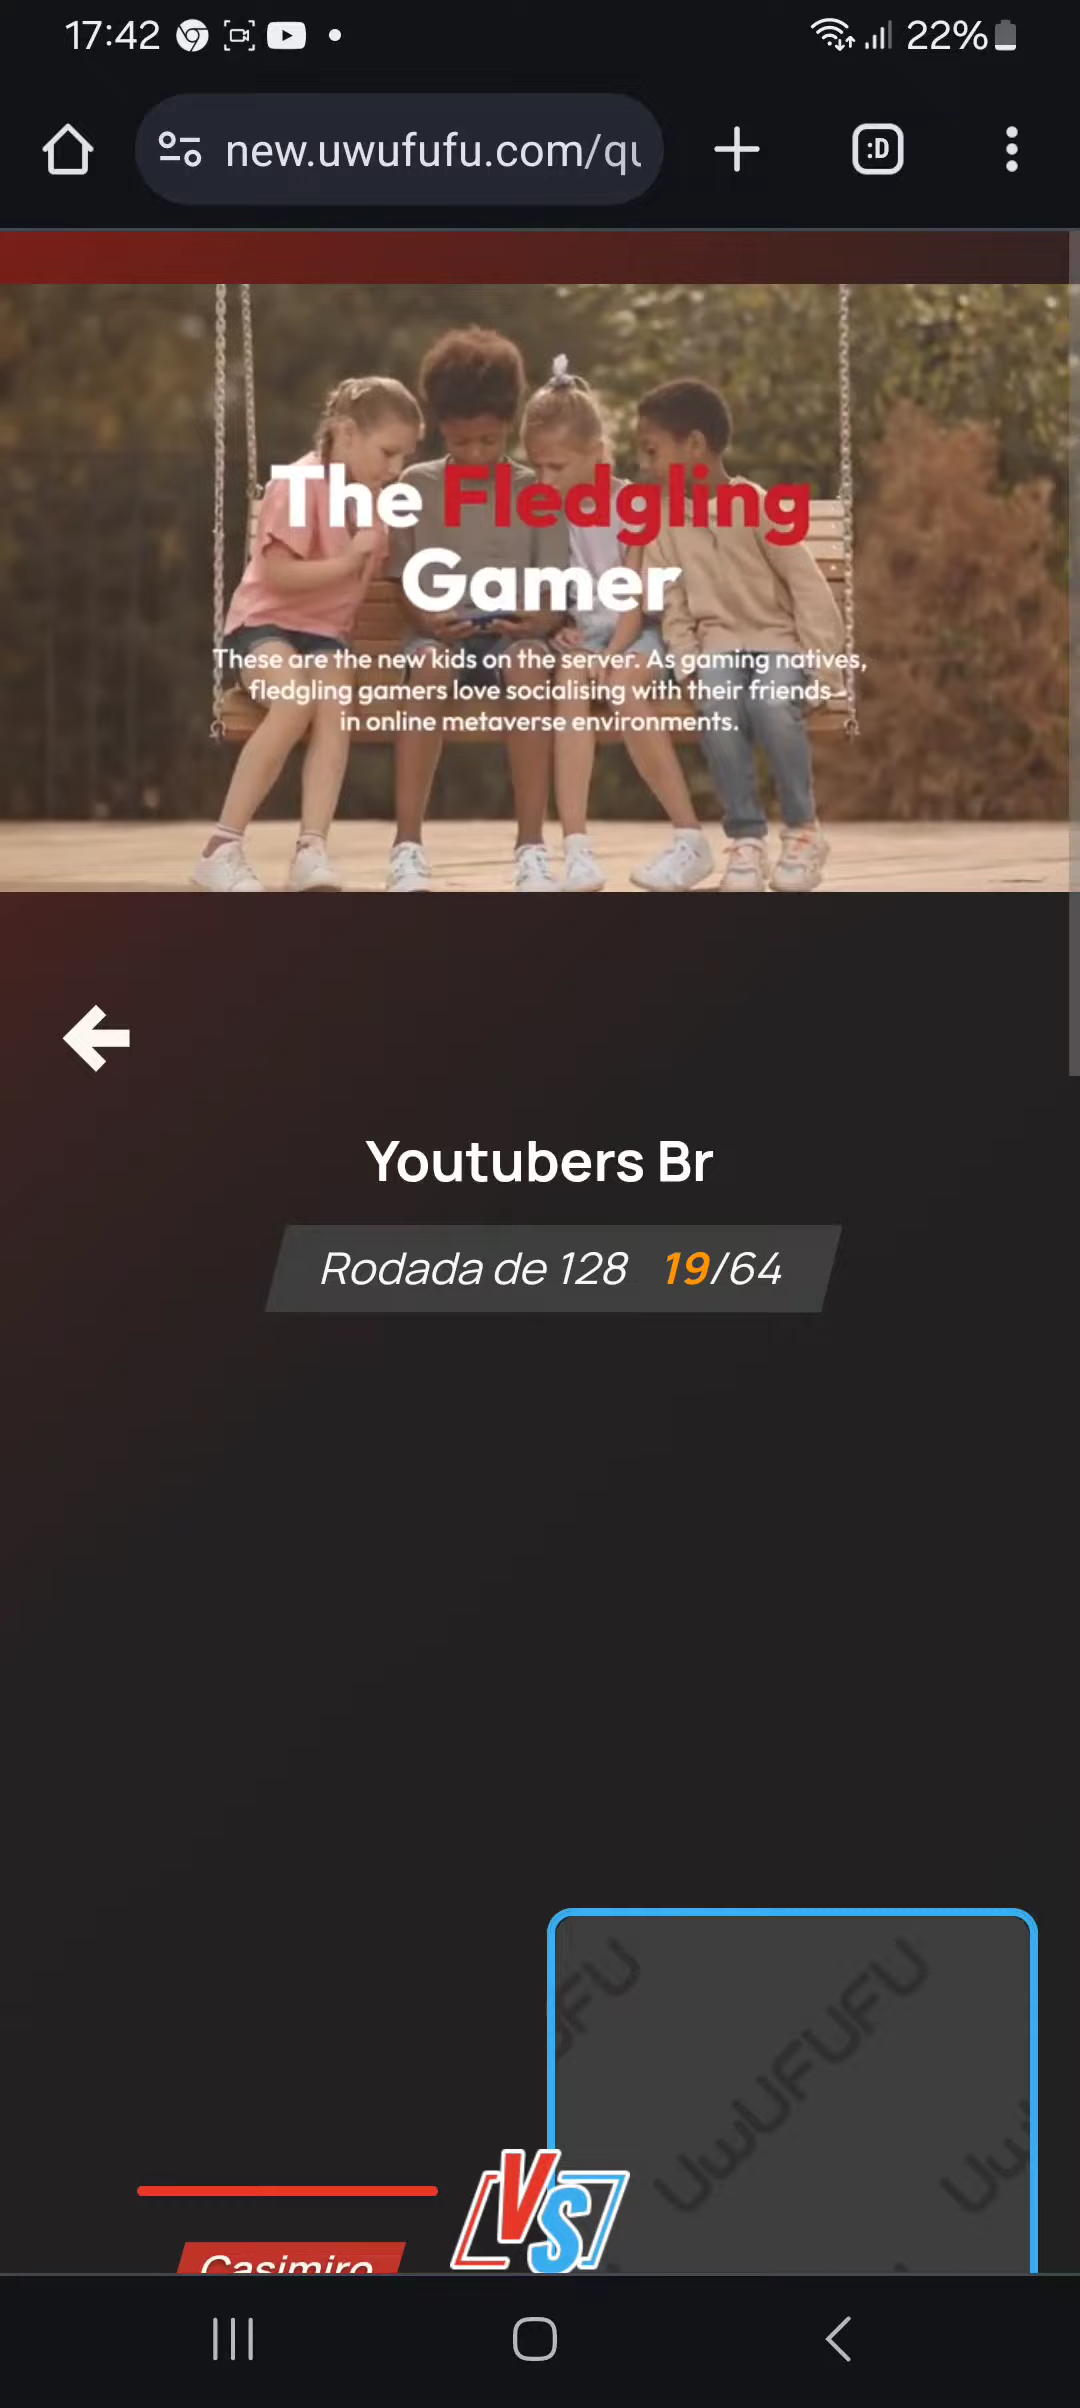 17:42
22%
new.uwufufu.com/qu
:D
The Fledgling
Gamer
These are the new kids on the server. As gaming natives,
fledgling gamers love socialising with their friends
in online metaverse environments.
Youtubers Br
Rodada de 128 19/64
UwUFUFU
VS
Casimiro